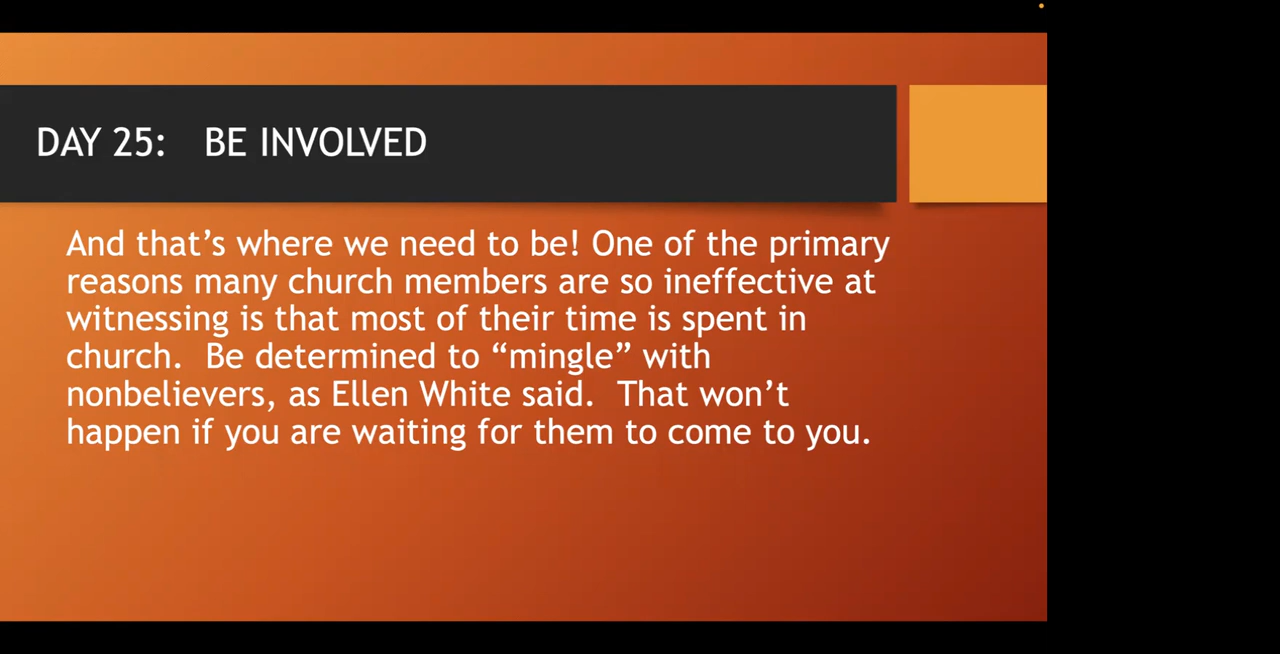 DAY 25: BE INVOLVED
And that’s where we need to be! One of the primary
reasons many church members are so ineffective at
witnessing is that most of their time is spent in
church. Be determined to “mingle” with
nonbelievers, as Ellen White said. That won’t
happen if you are waiting for them to come to you.